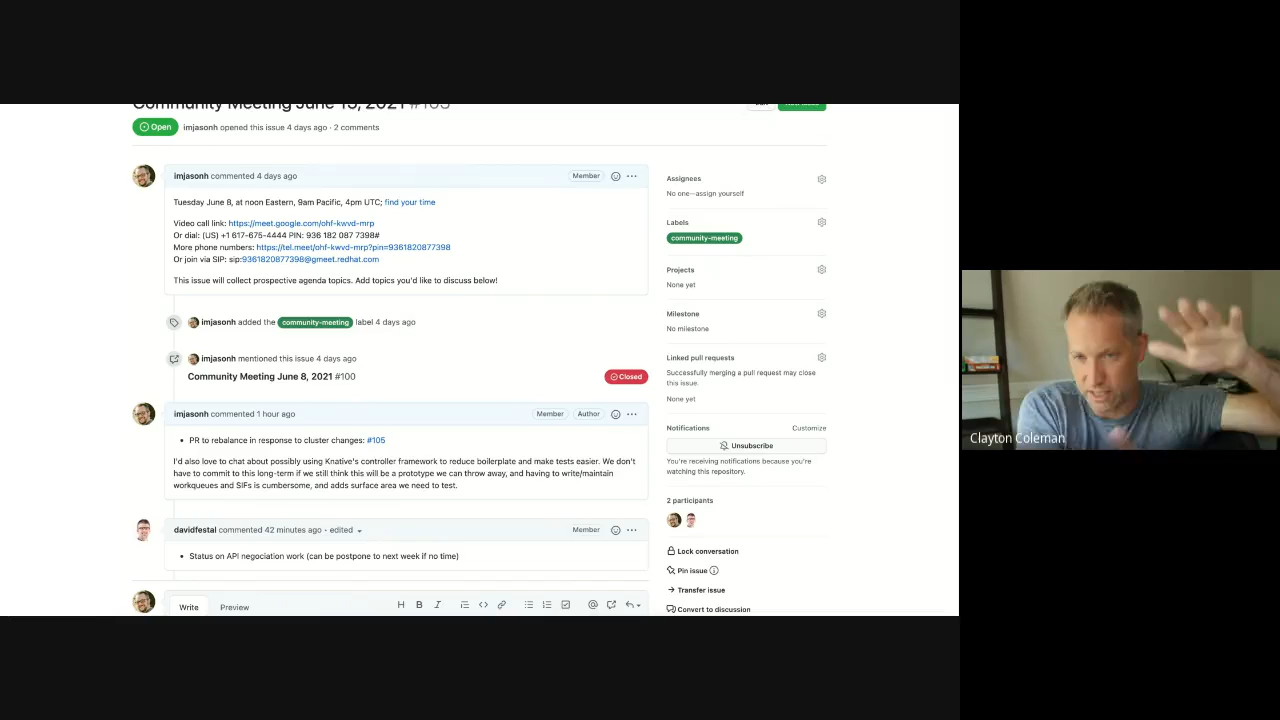 Community Meeting June 15, 2021 #103
Open imjasonh opened this issue 4 days ago · 2 comments
imjasonh commented 4 days ago Member
Tuesday June 8, at noon Eastern, 9am Pacific, 4pm UTC; find your time
Video call link: https://meet.google.com/ohf-kwvd-mrp
Or dial: (US) +1 617-675-4444 PIN: 936 182 087 7398#
More phone numbers: https://tel.meet/ohf-kwvd-mrp?pin=9361820877398
Or join via SIP: sip:9361820877398@gmeet.redhat.com
This issue will collect prospective agenda topics. Add topics you'd like to discuss below!
imjasonh added the community-meeting label 4 days ago
imjasonh mentioned this issue 4 days ago
Community Meeting June 8, 2021 #100 Closed
imjasonh commented 1 hour ago Member Author
• PR to rebalance in response to cluster changes: #105
I'd also love to chat about possibly using Knative's controller framework to reduce boilerplate and make tests easier. We don't
have to commit to this long-term if we still think this will be a prototype we can throw away, and having to write/maintain
workqueues and SIFs is cumbersome, and adds surface area we need to test.
davidfestal commented 42 minutes ago · edited Member
• Status on API negociation work (can be postpone to next week if no time)
Write Preview
Assignees
No one—assign yourself
Labels
community-meeting
Projects
None yet
Milestone
No milestone
Linked pull requests
Successfully merging a pull request may close
this issue.
None yet
Notifications Customize
Unsubscribe
You're receiving notifications because you're
watching this repository.
2 participants
Lock conversation
Pin issue
Transfer issue
Convert to discussion
Clayton Coleman